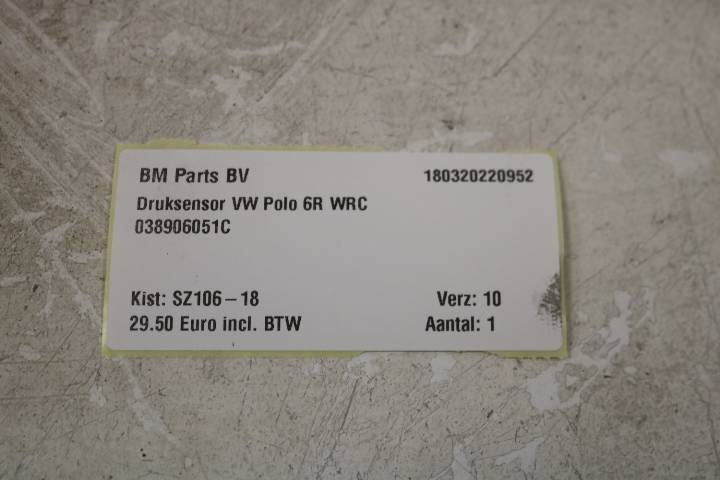 BM Parts BV 180320220952
Druksensor VW Polo 6R WRC
038906051C
Kist: SZ106-18 Verz: 10
29.50 Euro incl. BTW Aantal: 1